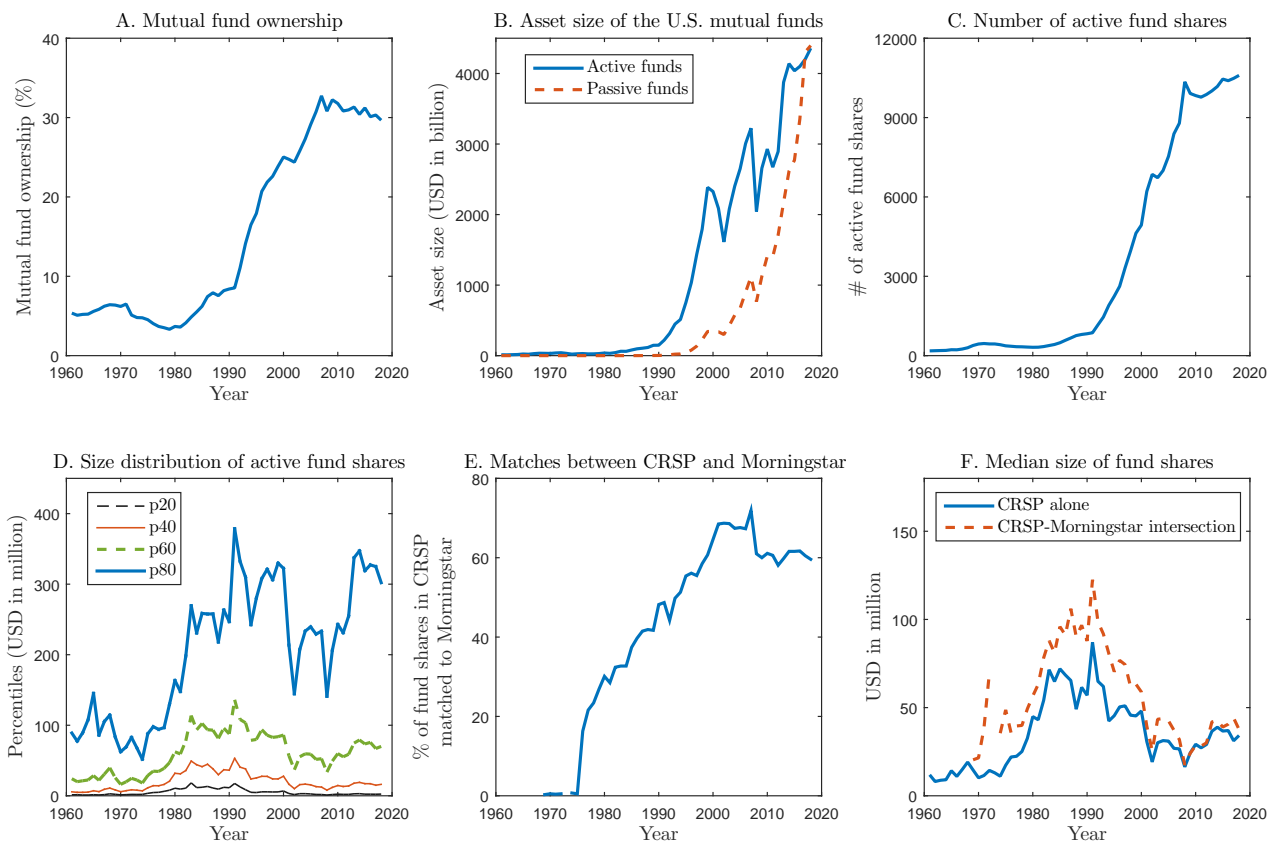 A. Mutual fund ownership
40
30
20
10
0
1960 1970 1980 1990 2000 2010 2020
Mutual fund ownership (%)
Year
B. Asset size of the U.S. mutual funds
Active funds
Passive funds
4000
3000
2000
1000
0
1960 1970 1980 1990 2000 2010 2020
Asset size (USD in billion)
Year
C. Number of active fund shares
12000
9000
6000
3000
0
1960 1970 1980 1990 2000 2010 2020
# of active fund shares
Year
D. Size distribution of active fund shares
p20
p40
p60
p80
400
300
200
100
0
1960 1970 1980 1990 2000 2010 2020
Percentiles (USD in million)
Year
E. Matches between CRSP and Morningstar
80
60
40
20
0
1960 1970 1980 1990 2000 2010 2020
% of fund shares in CRSP
matched to Morningstar
Year
F. Median size of fund shares
CRSP alone
CRSP-Morningstar intersection
150
100
50
0
1960 1970 1980 1990 2000 2010 2020
USD in million
Year